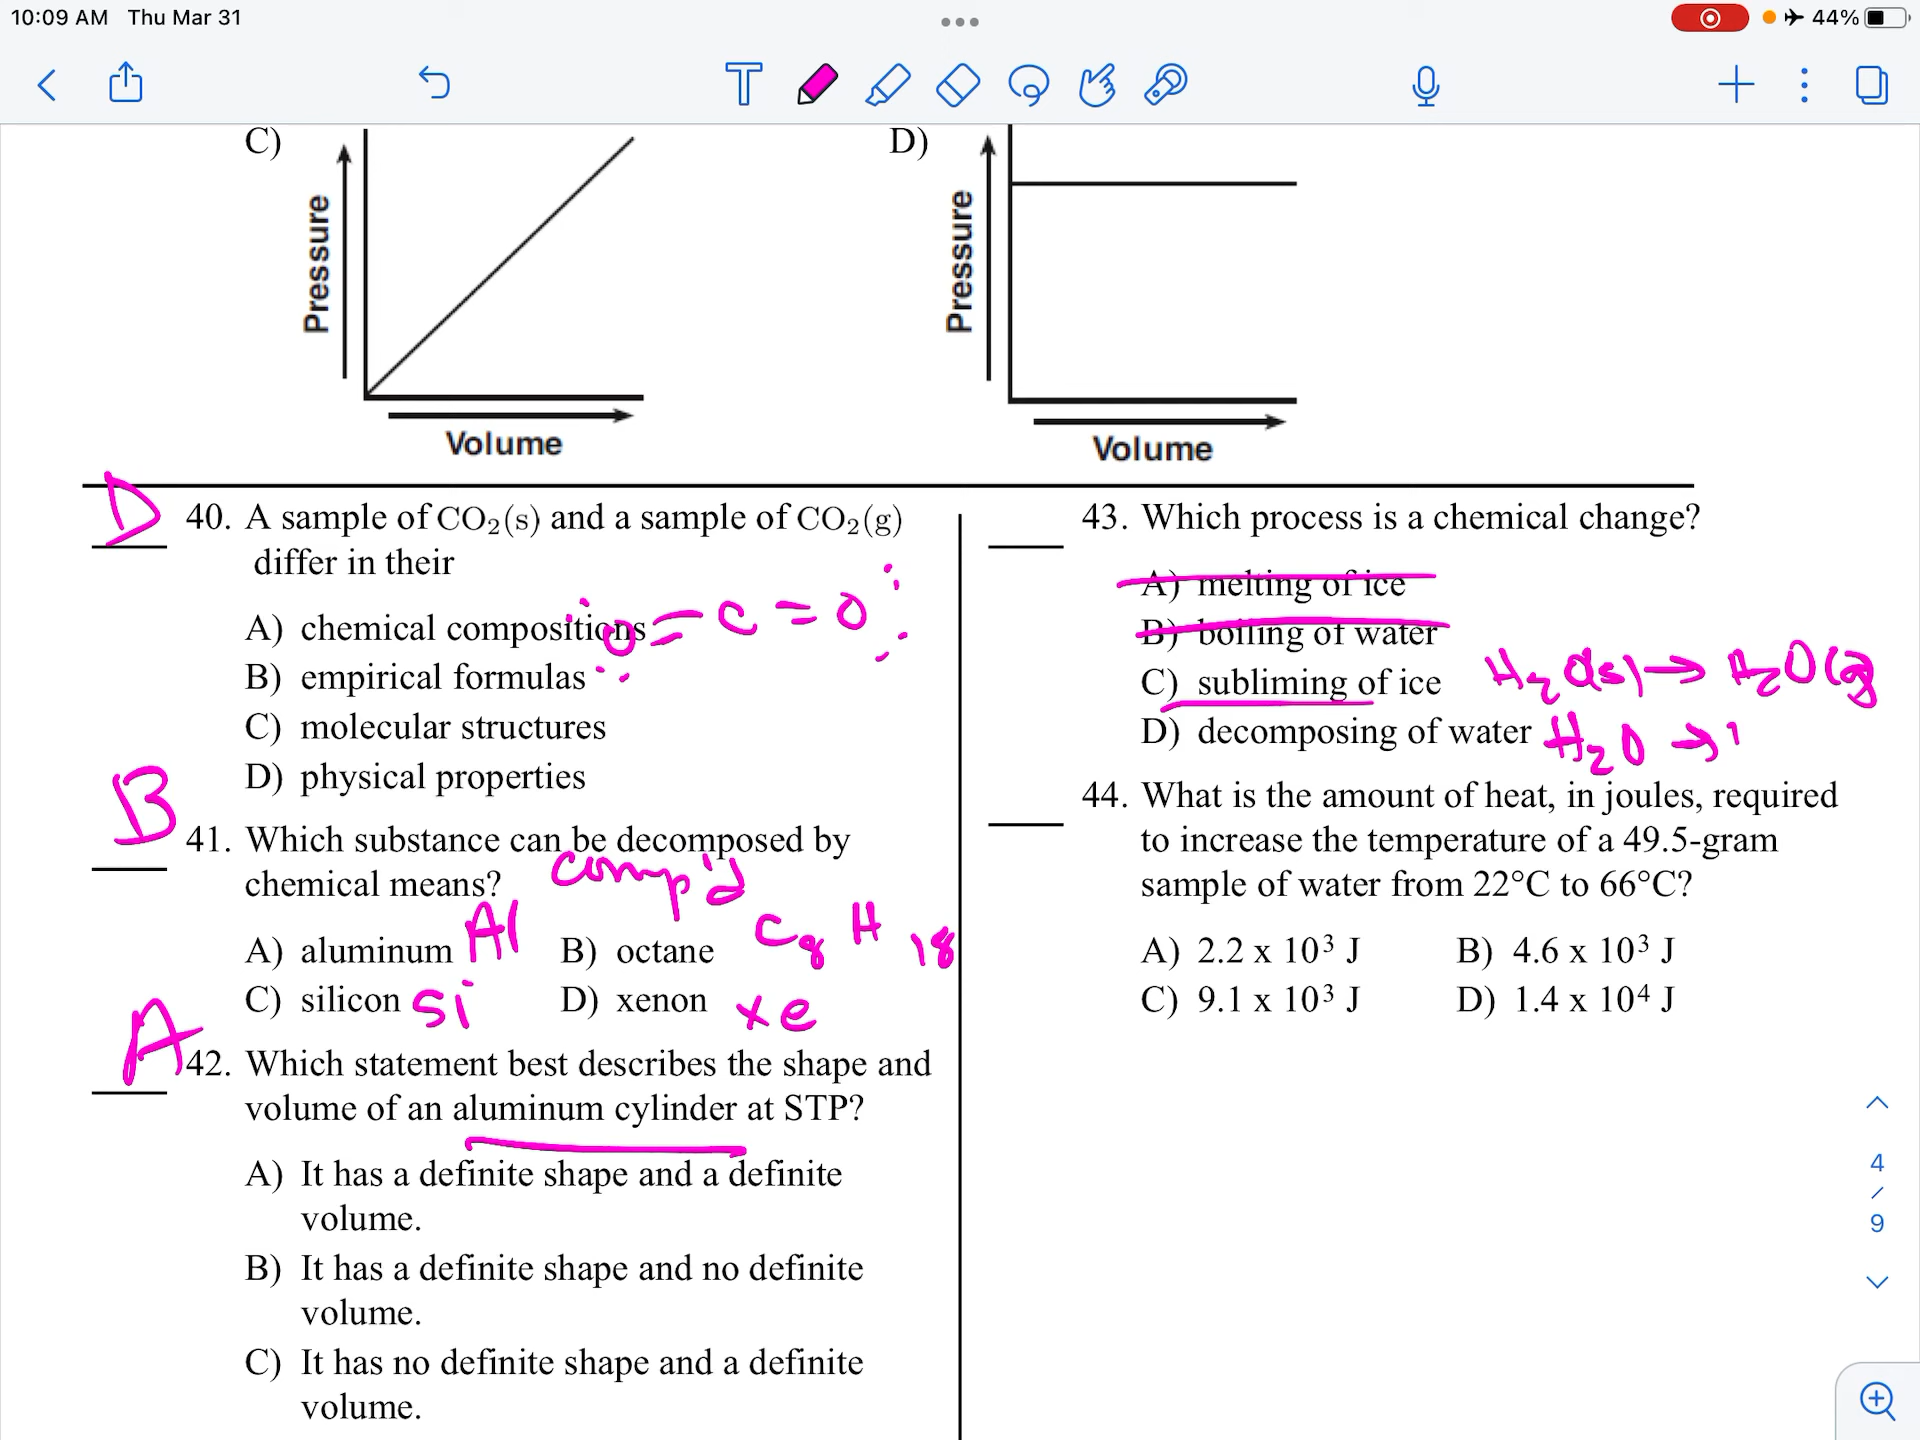 10:09 AM Thu Mar 31
44%
T
C)
D)
Pressure
Pressure
Volume
Volume
D
40. A sample of CO₂(s) and a sample of CO₂(g)
differ in their
A) chemical compositions
O = C = O
B) empirical formulas
C) molecular structures
D) physical properties
B
41. Which substance can be decomposed by
chemical means?
comp'd
A) aluminum Al B) octane C₈H₁₈
C) silicon Si D) xenon Xe
A
42. Which statement best describes the shape and
volume of an aluminum cylinder at STP?
A) It has a definite shape and a definite
volume.
B) It has a definite shape and no definite
volume.
C) It has no definite shape and a definite
volume.
43. Which process is a chemical change?
A) melting of ice
B) boiling of water
C) subliming of ice H₂O(s) → H₂O(g)
D) decomposing of water H₂O →
44. What is the amount of heat, in joules, required
to increase the temperature of a 49.5-gram
sample of water from 22°C to 66°C?
A) 2.2 x 10³ J B) 4.6 x 10³ J
C) 9.1 x 10³ J D) 1.4 x 10⁴ J
4
/
9